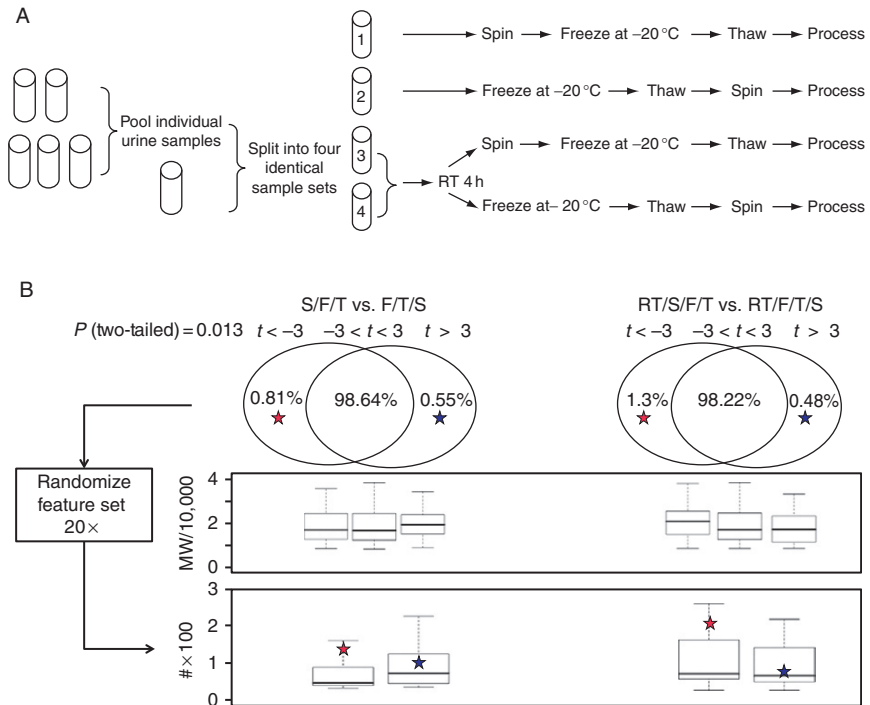 A
1 Spin Freeze at –20 °C Thaw Process
2 Freeze at –20 °C Thaw Spin Process
Pool individual
urine samples
Split into four
identical
sample sets
3
4
RT 4 h
Spin Freeze at –20 °C Thaw Process
Freeze at– 20 °C Thaw Spin Process
B
S/F/T vs. F/T/S RT/S/F/T vs. RT/F/T/S
P (two-tailed) = 0.013 t < –3 –3 < t < 3 t > 3 t < –3 –3 < t < 3 t > 3
0.81% 98.64% 0.55% 1.3% 98.22% 0.48%
Randomize
feature set
20×
MW/10,000
4
2
0
#×100
3
2
1
0